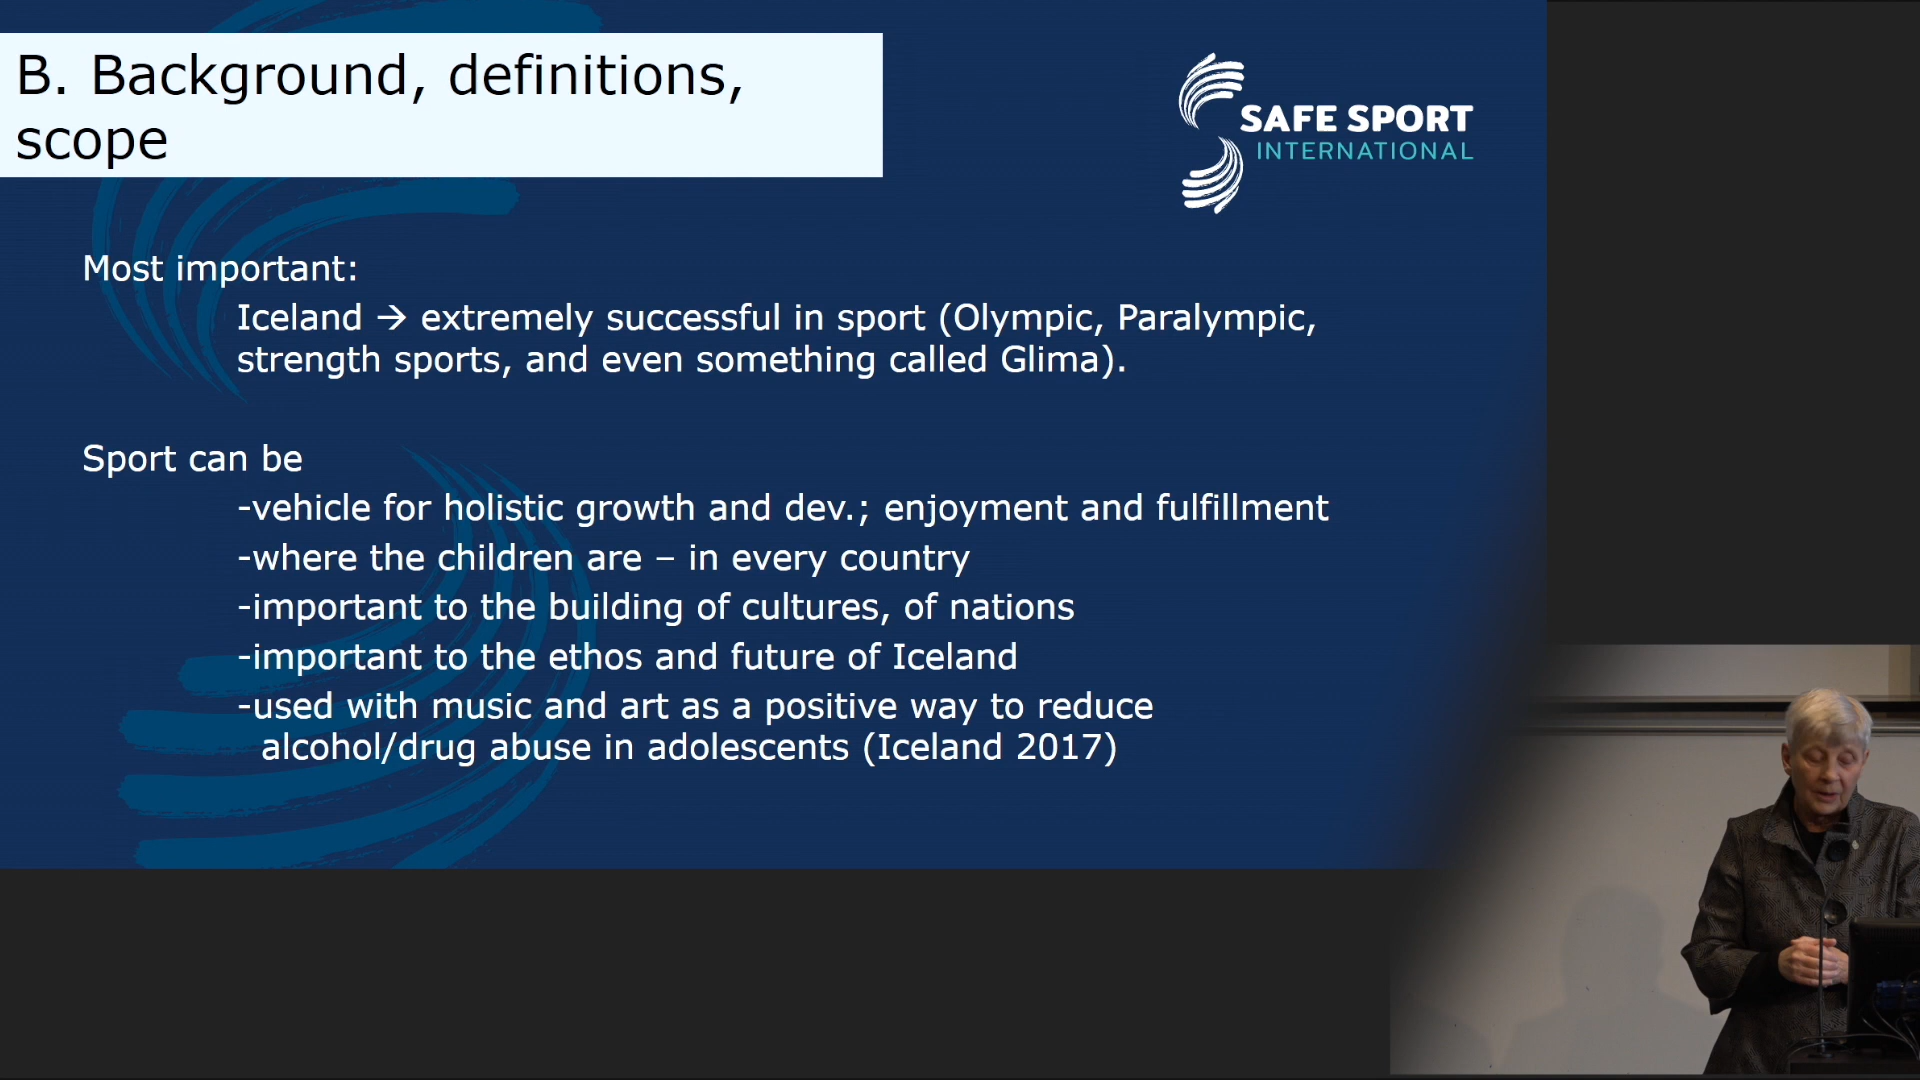 B. Background, definitions,
scope
SAFE SPORT
INTERNATIONAL
Most important:
Iceland → extremely successful in sport (Olympic, Paralympic,
strength sports, and even something called Glima).
Sport can be
-vehicle for holistic growth and dev.; enjoyment and fulfillment
-where the children are – in every country
-important to the building of cultures, of nations
-important to the ethos and future of Iceland
-used with music and art as a positive way to reduce
alcohol/drug abuse in adolescents (Iceland 2017)